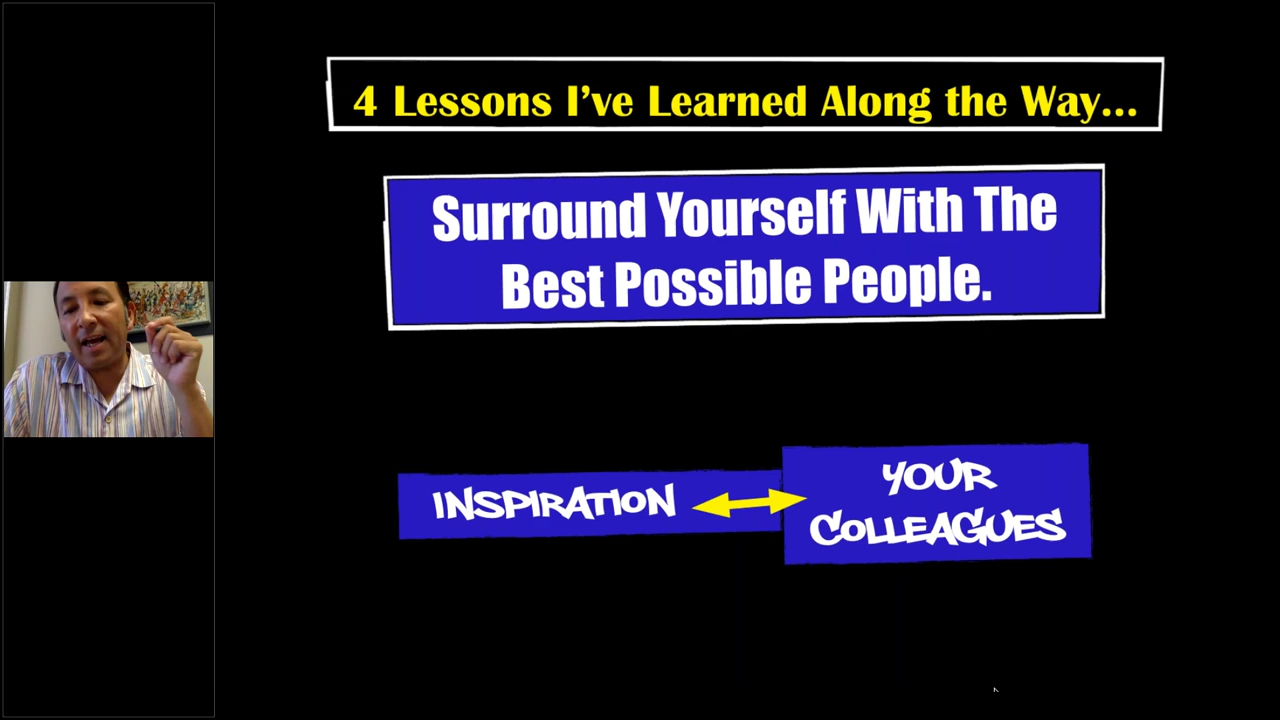 4 Lessons I’ve Learned Along the Way...
Surround Yourself With The
Best Possible People.
INSPIRATION
YOUR
COLLEAGUES